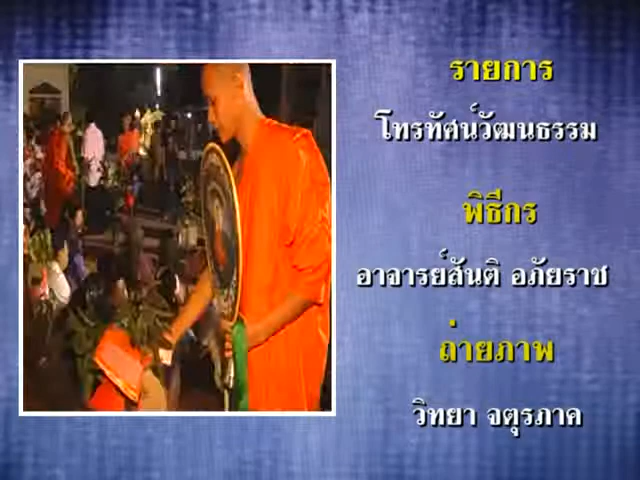 รายการ
โทรทัศน์วัฒนธรรม
พิธีกร
อาจารย์สันติ อภัยราช
ถ่ายภาพ
วิทยา จตุรภาค